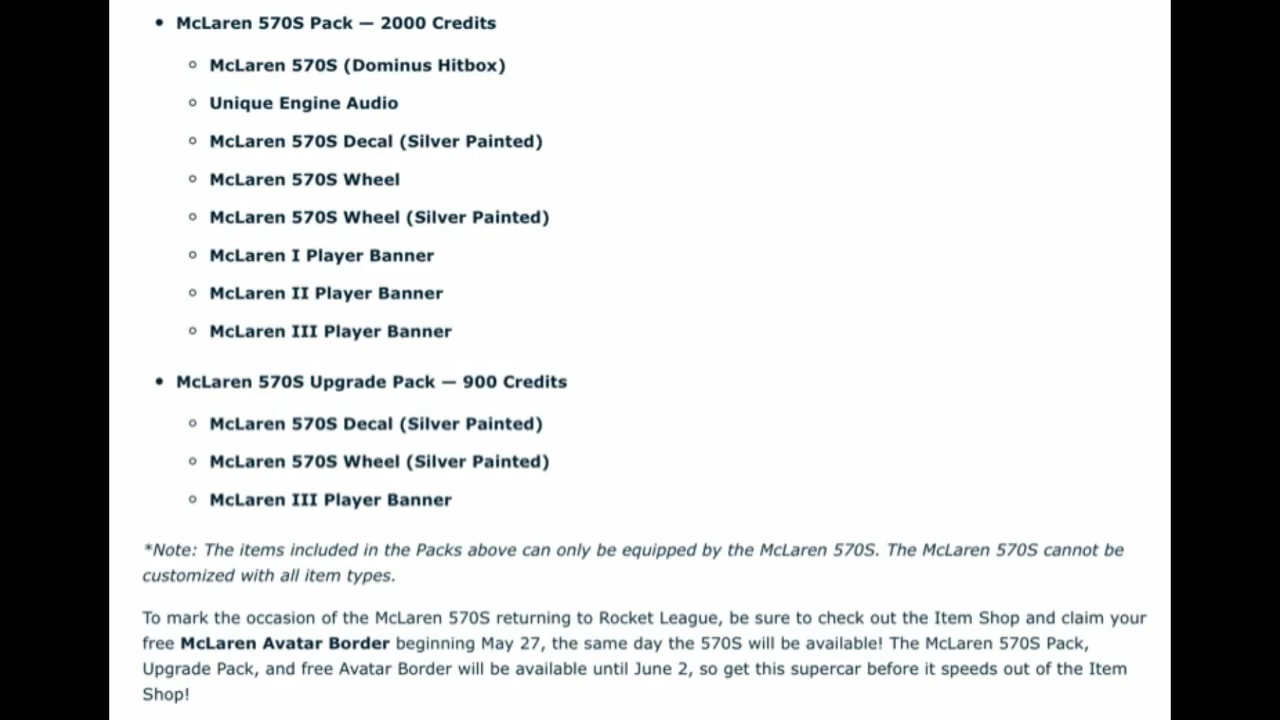 • McLaren 570S Pack — 2000 Credits
○ McLaren 570S (Dominus Hitbox)
○ Unique Engine Audio
○ McLaren 570S Decal (Silver Painted)
○ McLaren 570S Wheel
○ McLaren 570S Wheel (Silver Painted)
○ McLaren I Player Banner
○ McLaren II Player Banner
○ McLaren III Player Banner
• McLaren 570S Upgrade Pack — 900 Credits
○ McLaren 570S Decal (Silver Painted)
○ McLaren 570S Wheel (Silver Painted)
○ McLaren III Player Banner
*Note: The items included in the Packs above can only be equipped by the McLaren 570S. The McLaren 570S cannot be
customized with all item types.
To mark the occasion of the McLaren 570S returning to Rocket League, be sure to check out the Item Shop and claim your
free McLaren Avatar Border beginning May 27, the same day the 570S will be available! The McLaren 570S Pack,
Upgrade Pack, and free Avatar Border will be available until June 2, so get this supercar before it speeds out of the Item
Shop!